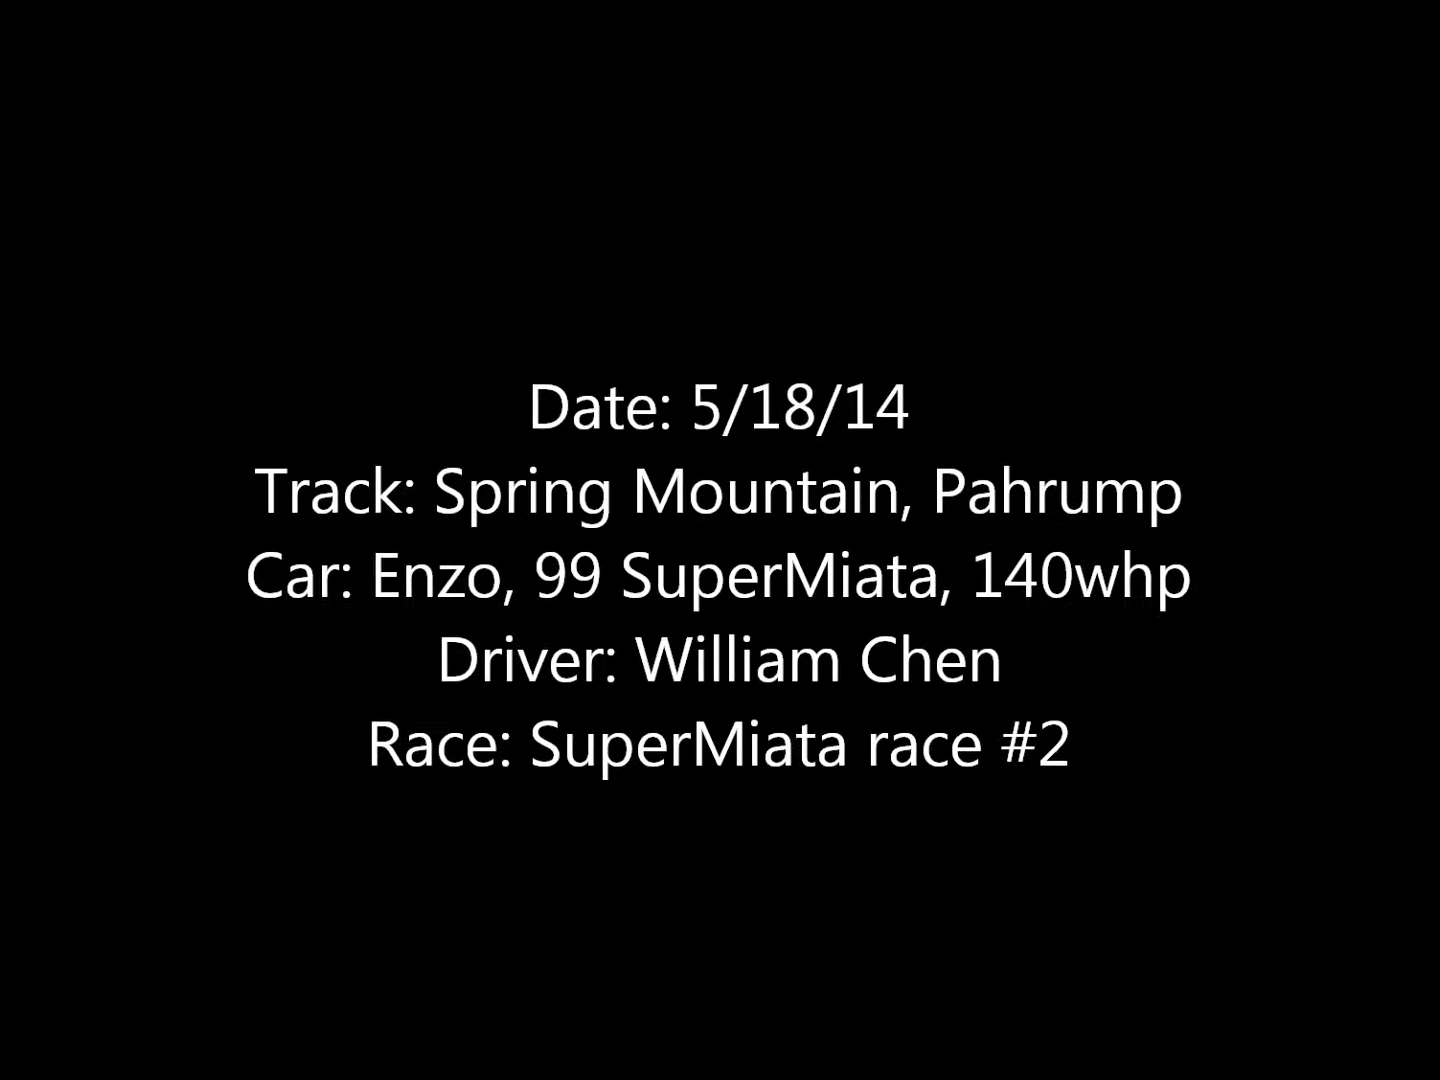 Date: 5/18/14
Track: Spring Mountain, Pahrump
Car: Enzo, 99 SuperMiata, 140whp
Driver: William Chen
Race: SuperMiata race #2